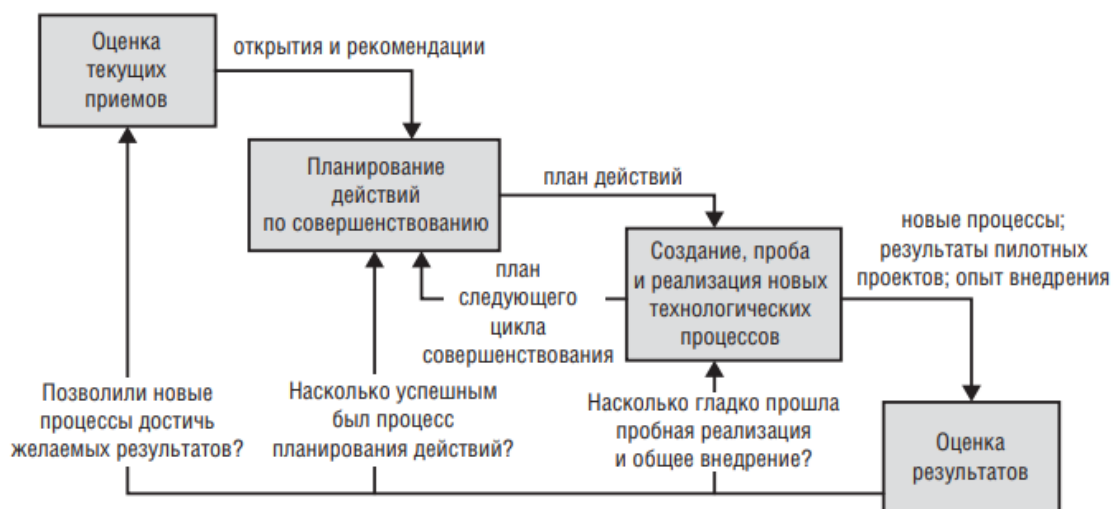 Оценка
текущих
приемов
открытия и рекомендации
Планирование
действий
по совершенствованию
план действий
Создание, проба
и реализация новых
технологических
процессов
новые процессы;
результаты пилотных
проектов; опыт внедрения
план
следующего
цикла
совершенствования
Позволили новые
процессы достичь
желаемых результатов?
Насколько успешным
был процесс
планирования действий?
Насколько гладко прошла
пробная реализация
и общее внедрение?
Оценка
результатов